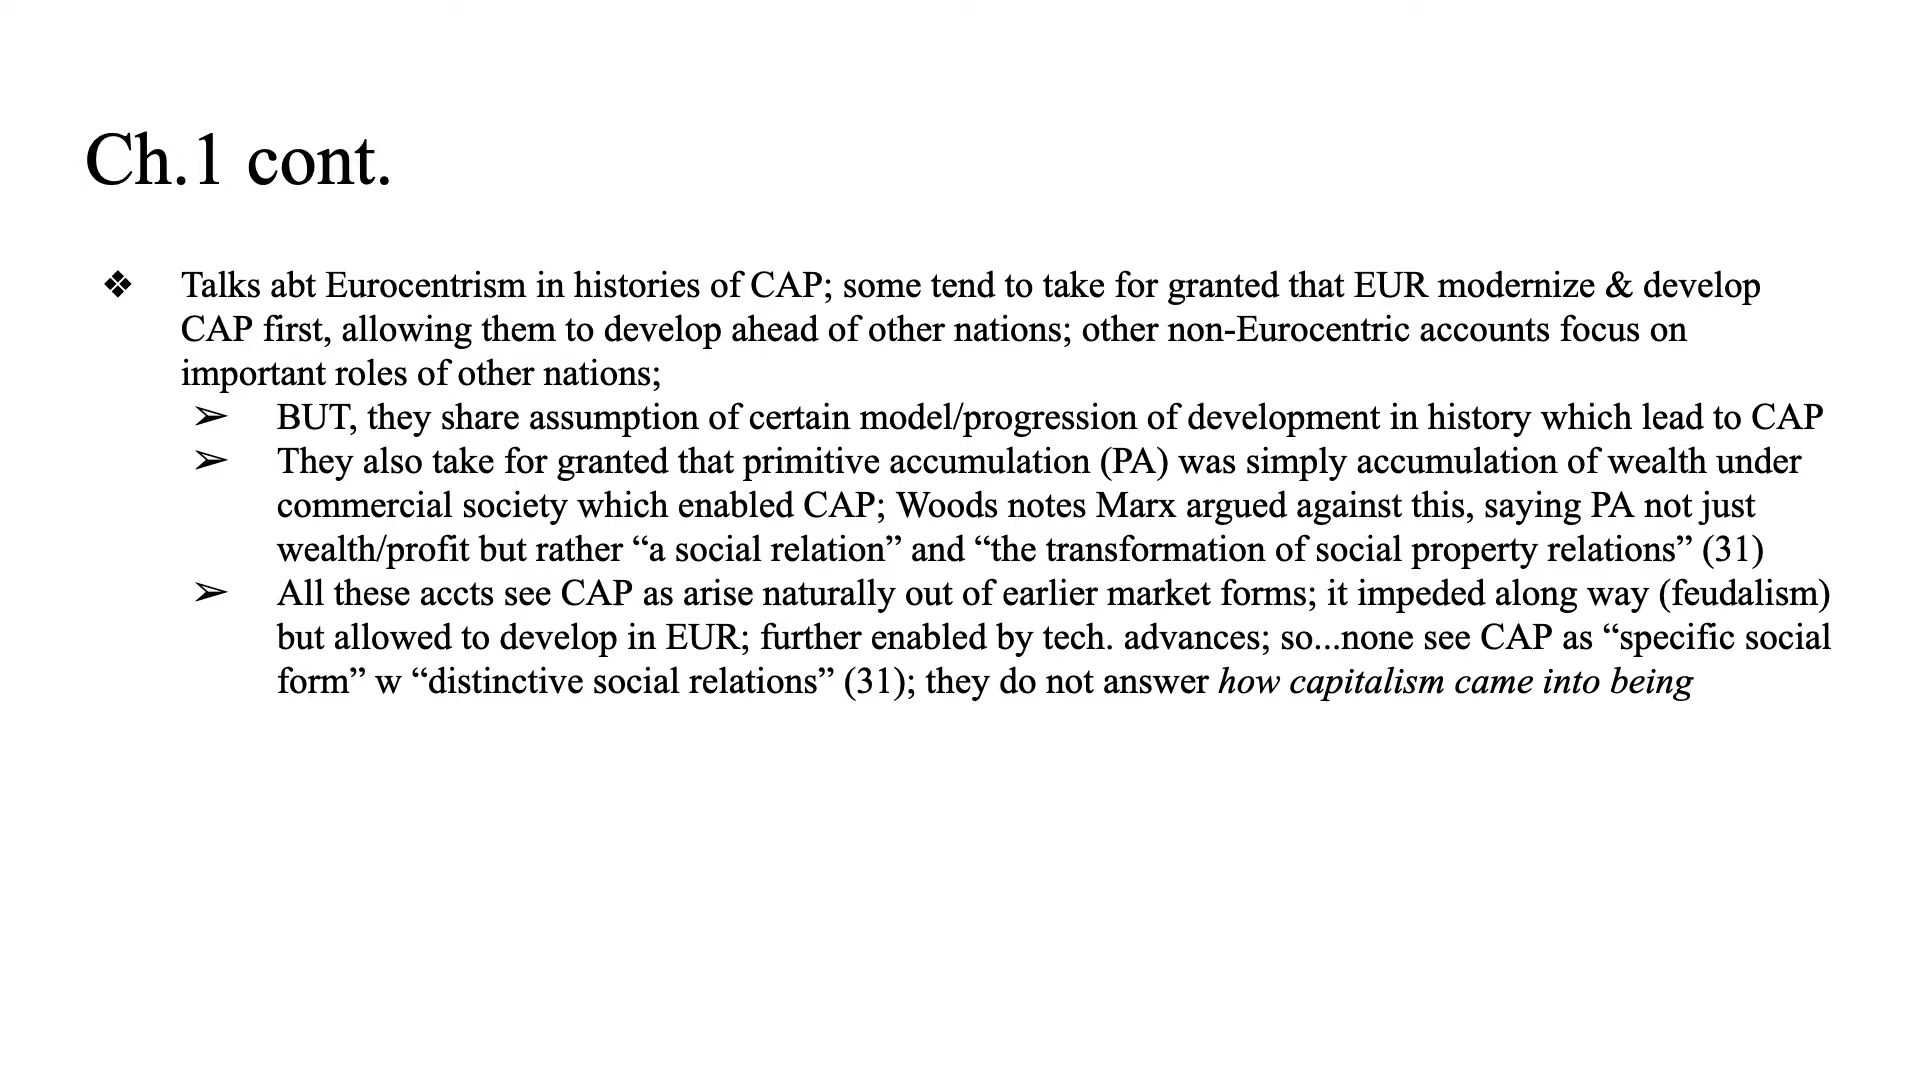 Ch.1 cont.
❖ Talks abt Eurocentrism in histories of CAP; some tend to take for granted that EUR modernize & develop
CAP first, allowing them to develop ahead of other nations; other non-Eurocentric accounts focus on
important roles of other nations;
➢ BUT, they share assumption of certain model/progression of development in history which lead to CAP
➢ They also take for granted that primitive accumulation (PA) was simply accumulation of wealth under
commercial society which enabled CAP; Woods notes Marx argued against this, saying PA not just
wealth/profit but rather “a social relation” and “the transformation of social property relations” (31)
➢ All these accts see CAP as arise naturally out of earlier market forms; it impeded along way (feudalism)
but allowed to develop in EUR; further enabled by tech. advances; so...none see CAP as “specific social
form” w “distinctive social relations” (31); they do not answer how capitalism came into being